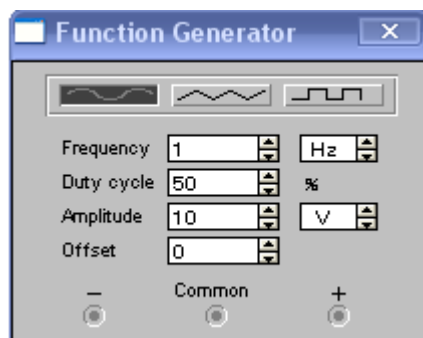 Function Generator
Frequency 1 Hz
Duty cycle 50 %
Amplitude 10 V
Offset 0
− Common +